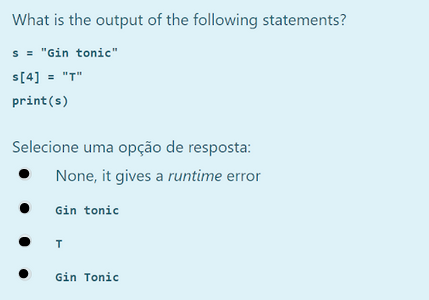 What is the output of the following statements?
s = "Gin tonic"
s[4] = "T"
print(s)
Selecione uma opção de resposta:
None, it gives a runtime error
Gin tonic
T
Gin Tonic